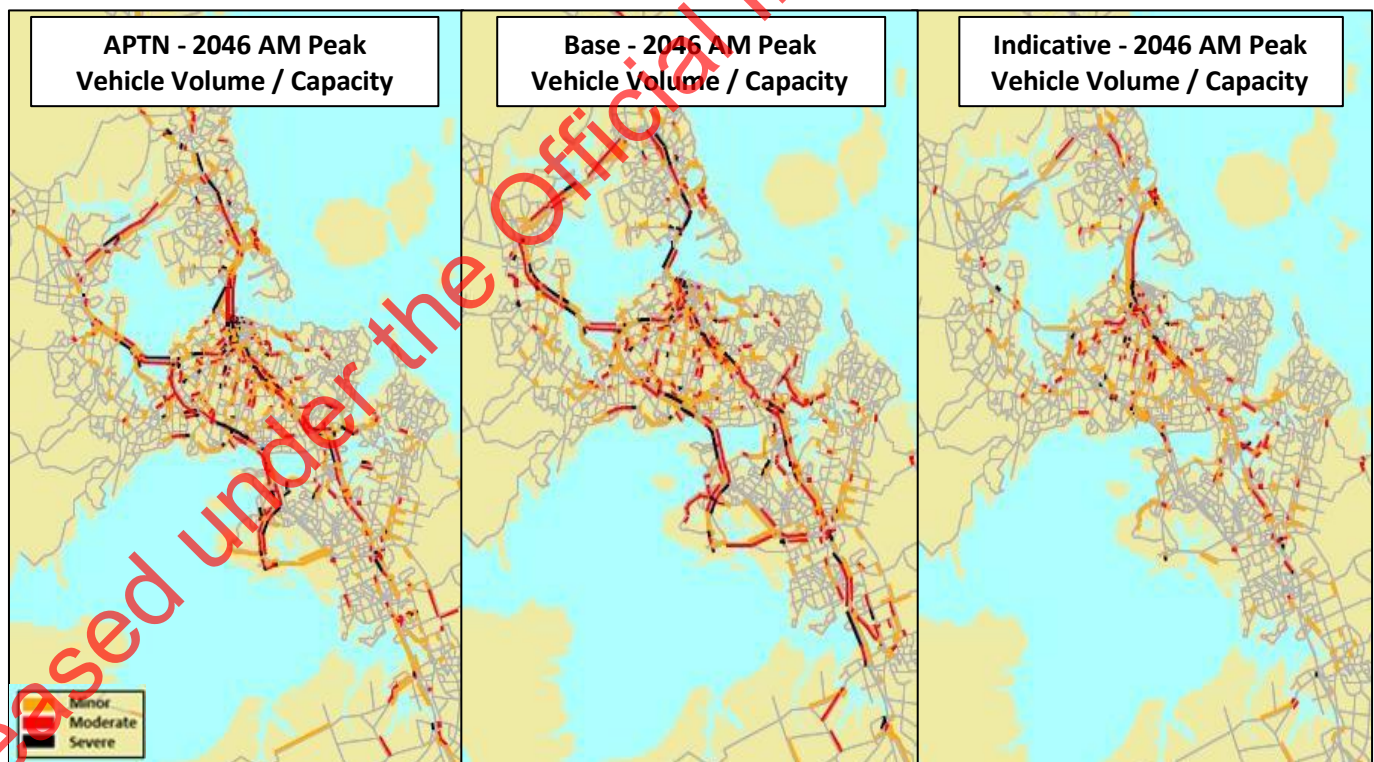 APTN - 2046 AM Peak
Vehicle Volume / Capacity
Base - 2046 AM Peak
Vehicle Volume / Capacity
Indicative - 2046 AM Peak
Vehicle Volume / Capacity
Minor
Moderate
Severe
eased under the Official